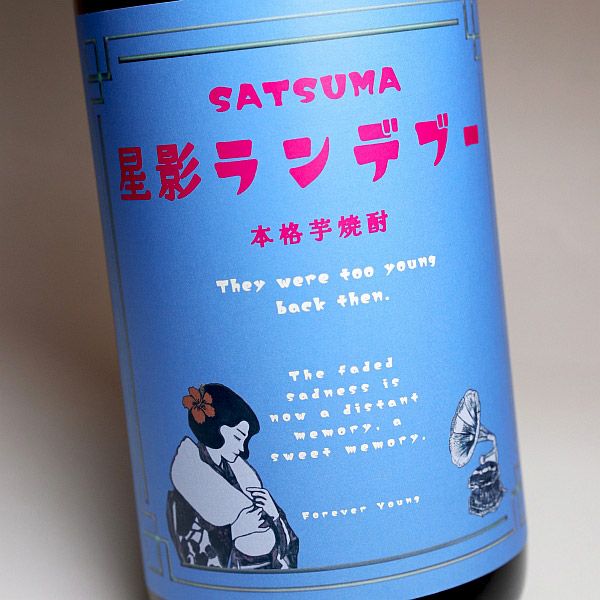 SATSUMA
星影ランデブー
本格芋焼酎
They were too young
back then.
The faded
sadness is
now a distant
memory, a
sweet memory.
Forever Young